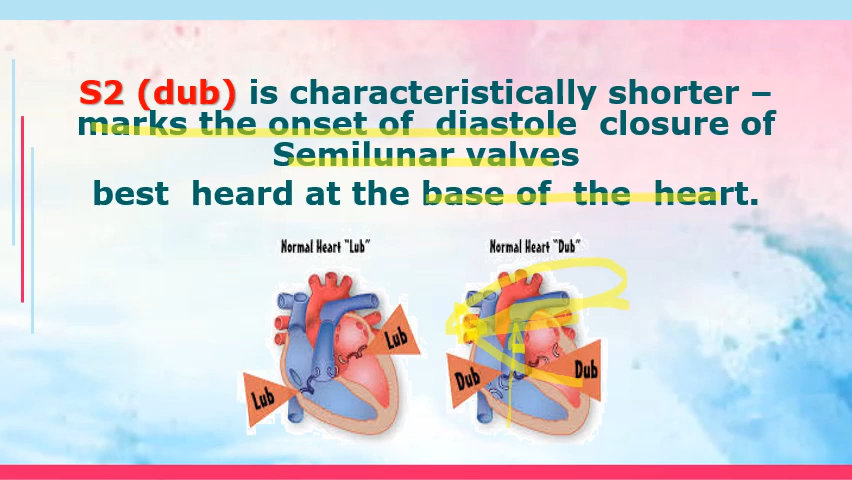 S2 (dub) is characteristically shorter –
marks the onset of diastole closure of
Semilunar valves
best heard at the base of the heart.
Normal Heart "Lub"
Normal Heart "Dub"
Lub
Lub
Dub
Dub